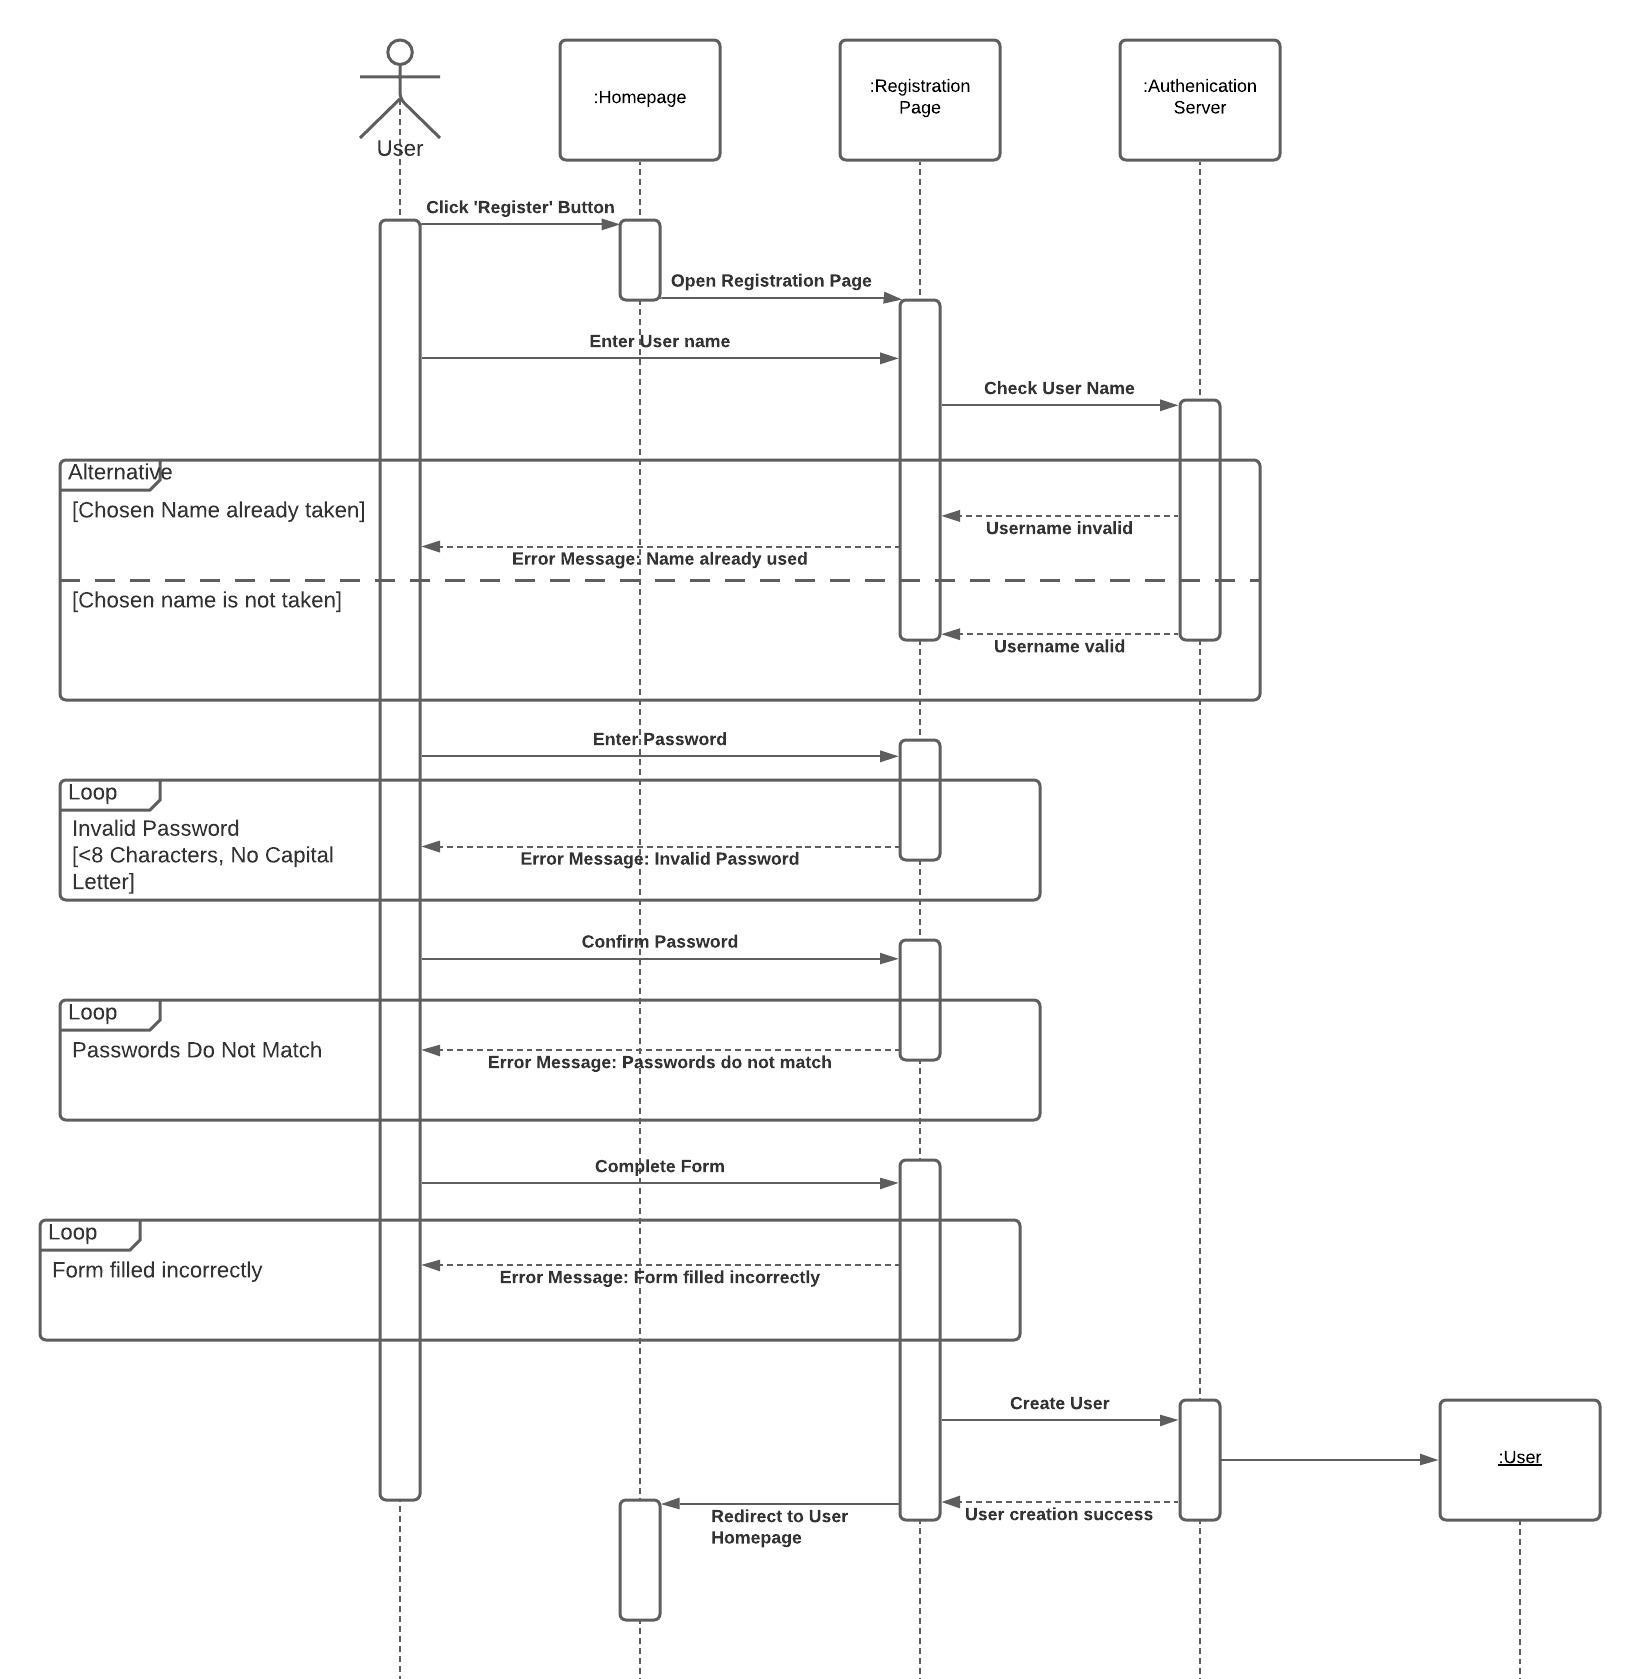 User
:Homepage
:Registration
Page
:Authenication
Server
Click 'Register' Button
Open Registration Page
Enter User name
Check User Name
Alternative
[Chosen Name already taken]
Username invalid
Error Message: Name already used
[Chosen name is not taken]
Username valid
Enter Password
Loop
Invalid Password
[<8 Characters, No Capital
Letter]
Error Message: Invalid Password
Confirm Password
Loop
Passwords Do Not Match
Error Message: Passwords do not match
Complete Form
Loop
Form filled incorrectly
Error Message: Form filled incorrectly
Create User
:User
User creation success
Redirect to User
Homepage